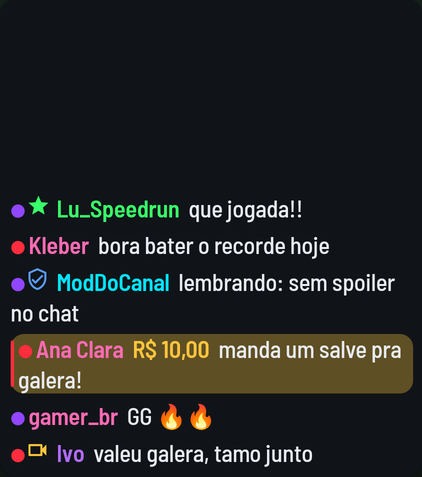 Lu_Speedrun que jogada!!
Kleber bora bater o recorde hoje
ModDoCanal lembrando: sem spoiler
no chat
Ana Clara R$ 10,00 manda um salve pra
galera!
gamer_br GG 🔥🔥
Ivo valeu galera, tamo junto